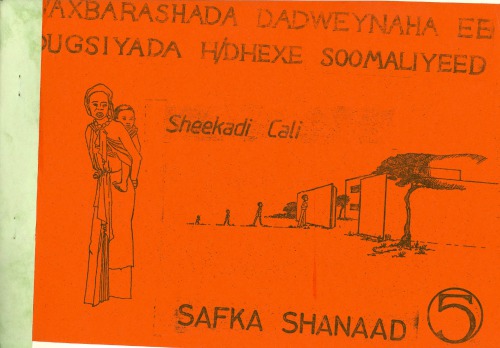 WAXBARASHADA DADWEYNAHA EE
DUGSIYADA H/DHEXE SOOMALIYEED
Sheekadi Cali
SAFKA SHANAAD 5